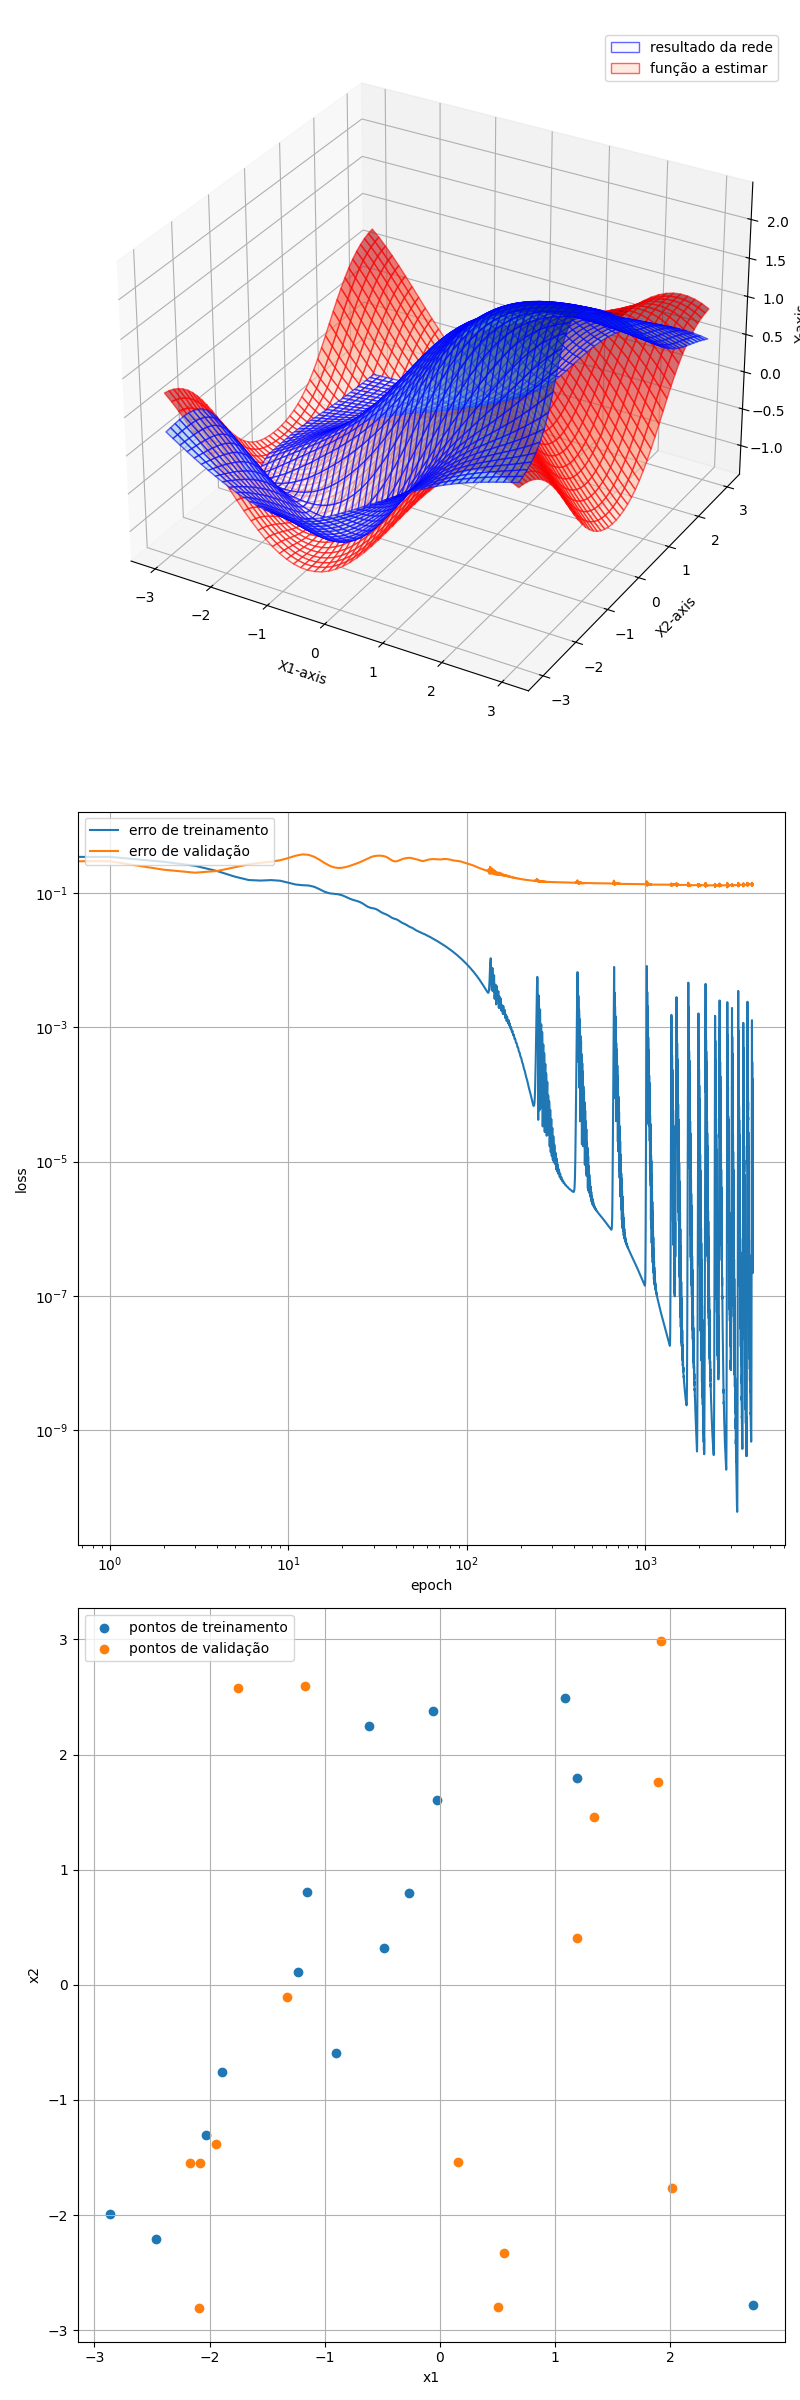 resultado da rede
função a estimar
2.0
1.5
1.0
0.5
0.0
−0.5
−1.0
3
2
1
0
−1
−2
−3
X2-axis
−3
−2
−1
0
1
2
3
X1-axis
erro de treinamento
erro de validação
10⁻¹
10⁻³
10⁻⁵
10⁻⁷
10⁻⁹
loss
10⁰ 10¹ 10² 10³
epoch
pontos de treinamento
pontos de validação
3
2
1
0
−1
−2
−3
x2
−3 −2 −1 0 1 2
x1